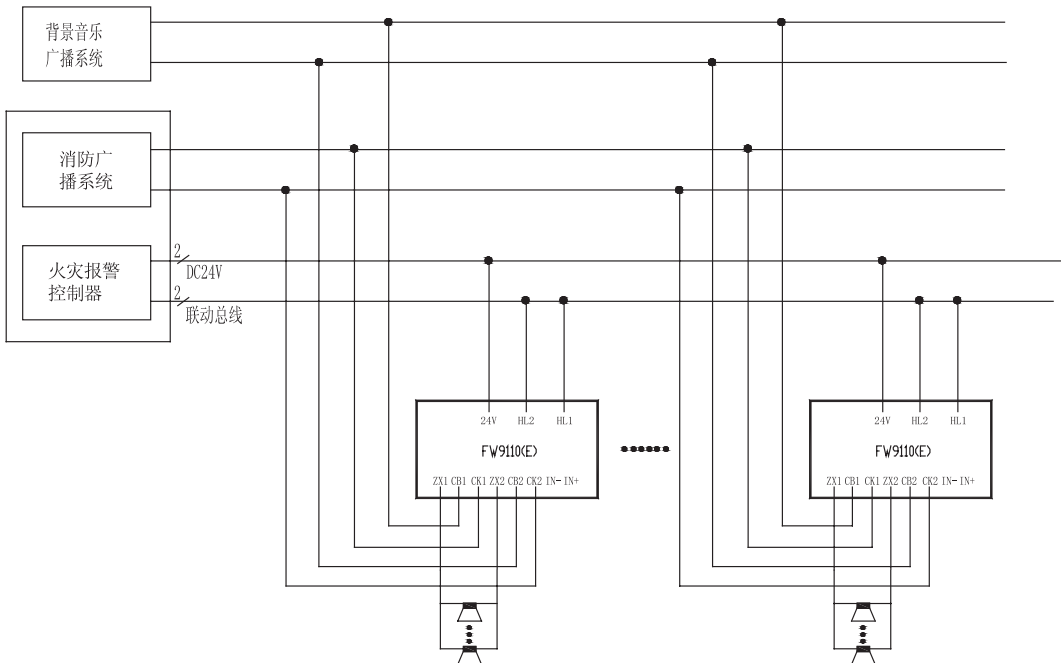 背景音乐
广播系统
消防广
播系统
火灾报警
控制器
2
DC24V
2
联动总线
24V HL2 HL1
FW9110(E)
ZX1 CB1 CK1 ZX2 CB2 CK2 IN- IN+
24V HL2 HL1
FW9110(E)
ZX1 CB1 CK1 ZX2 CB2 CK2 IN- IN+